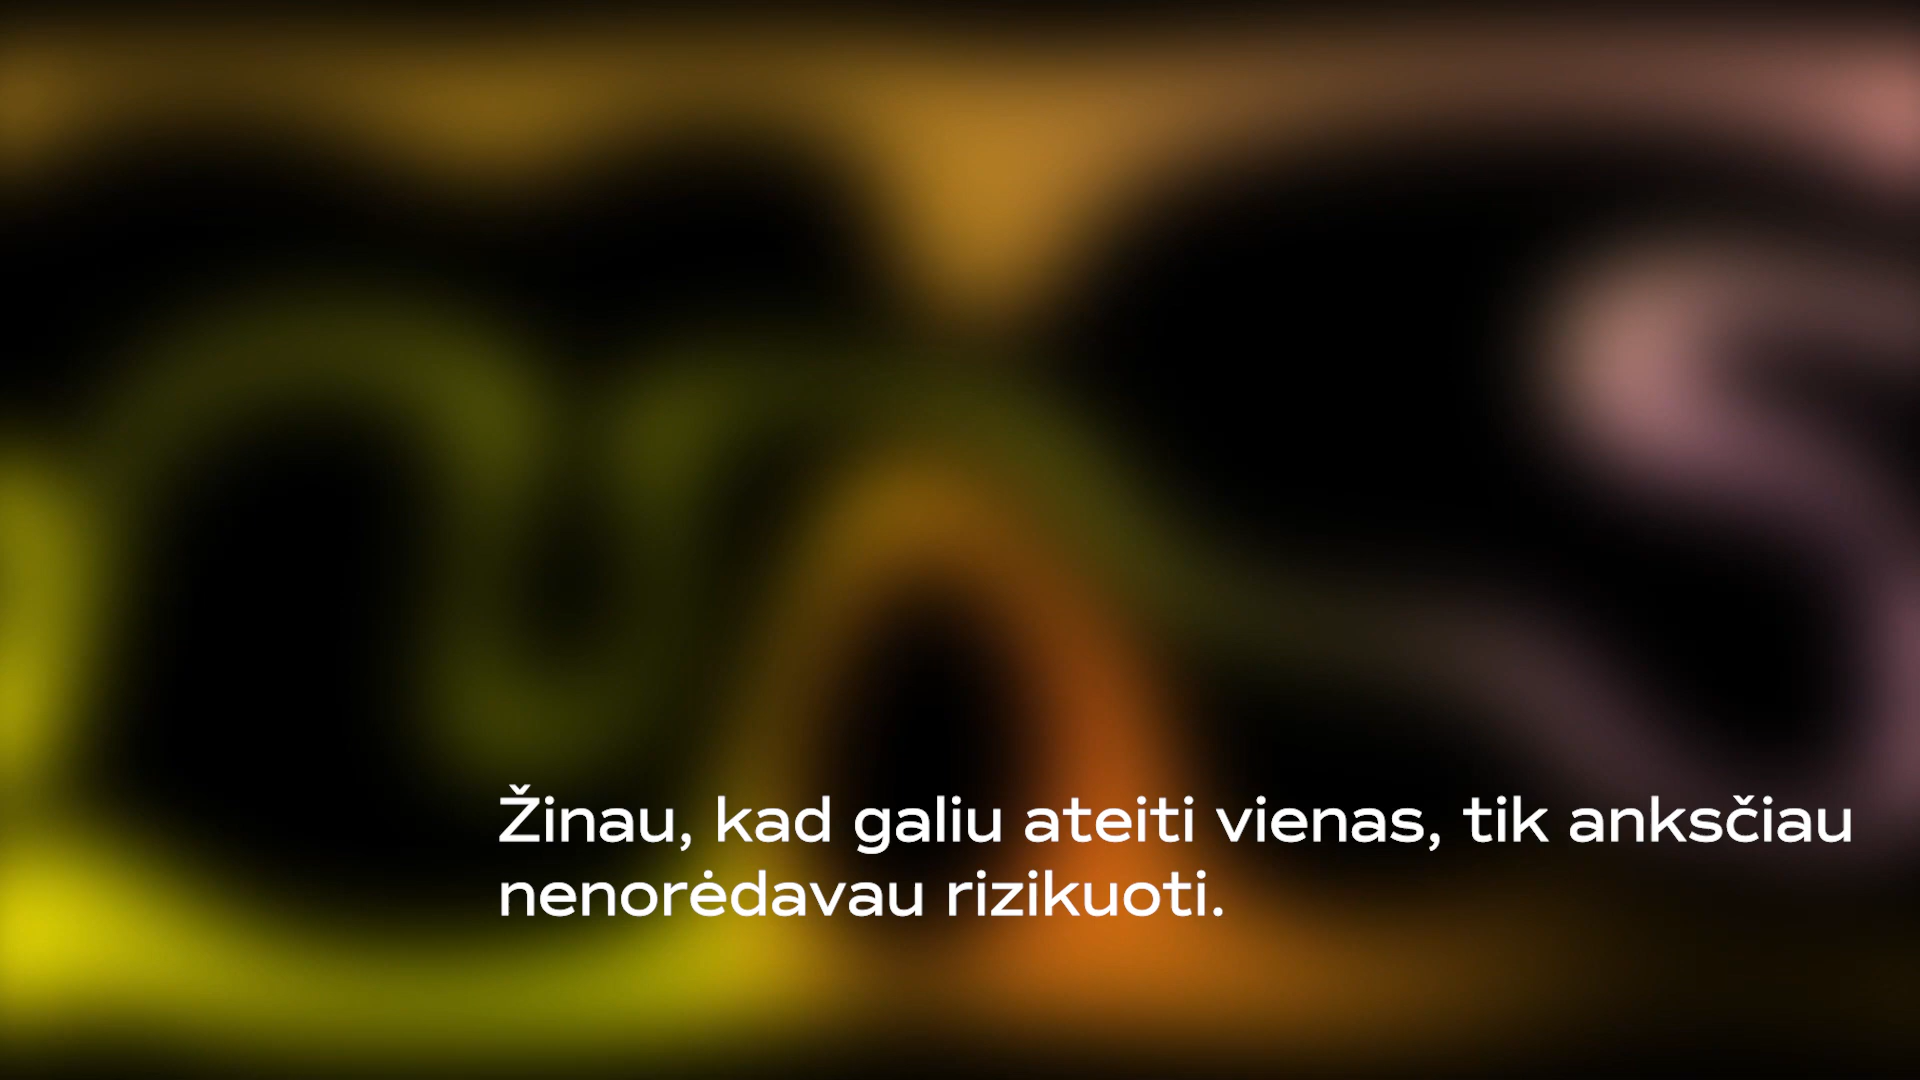 Žinau, kad galiu ateiti vienas, tik anksčiau
nenorėdavau rizikuoti.